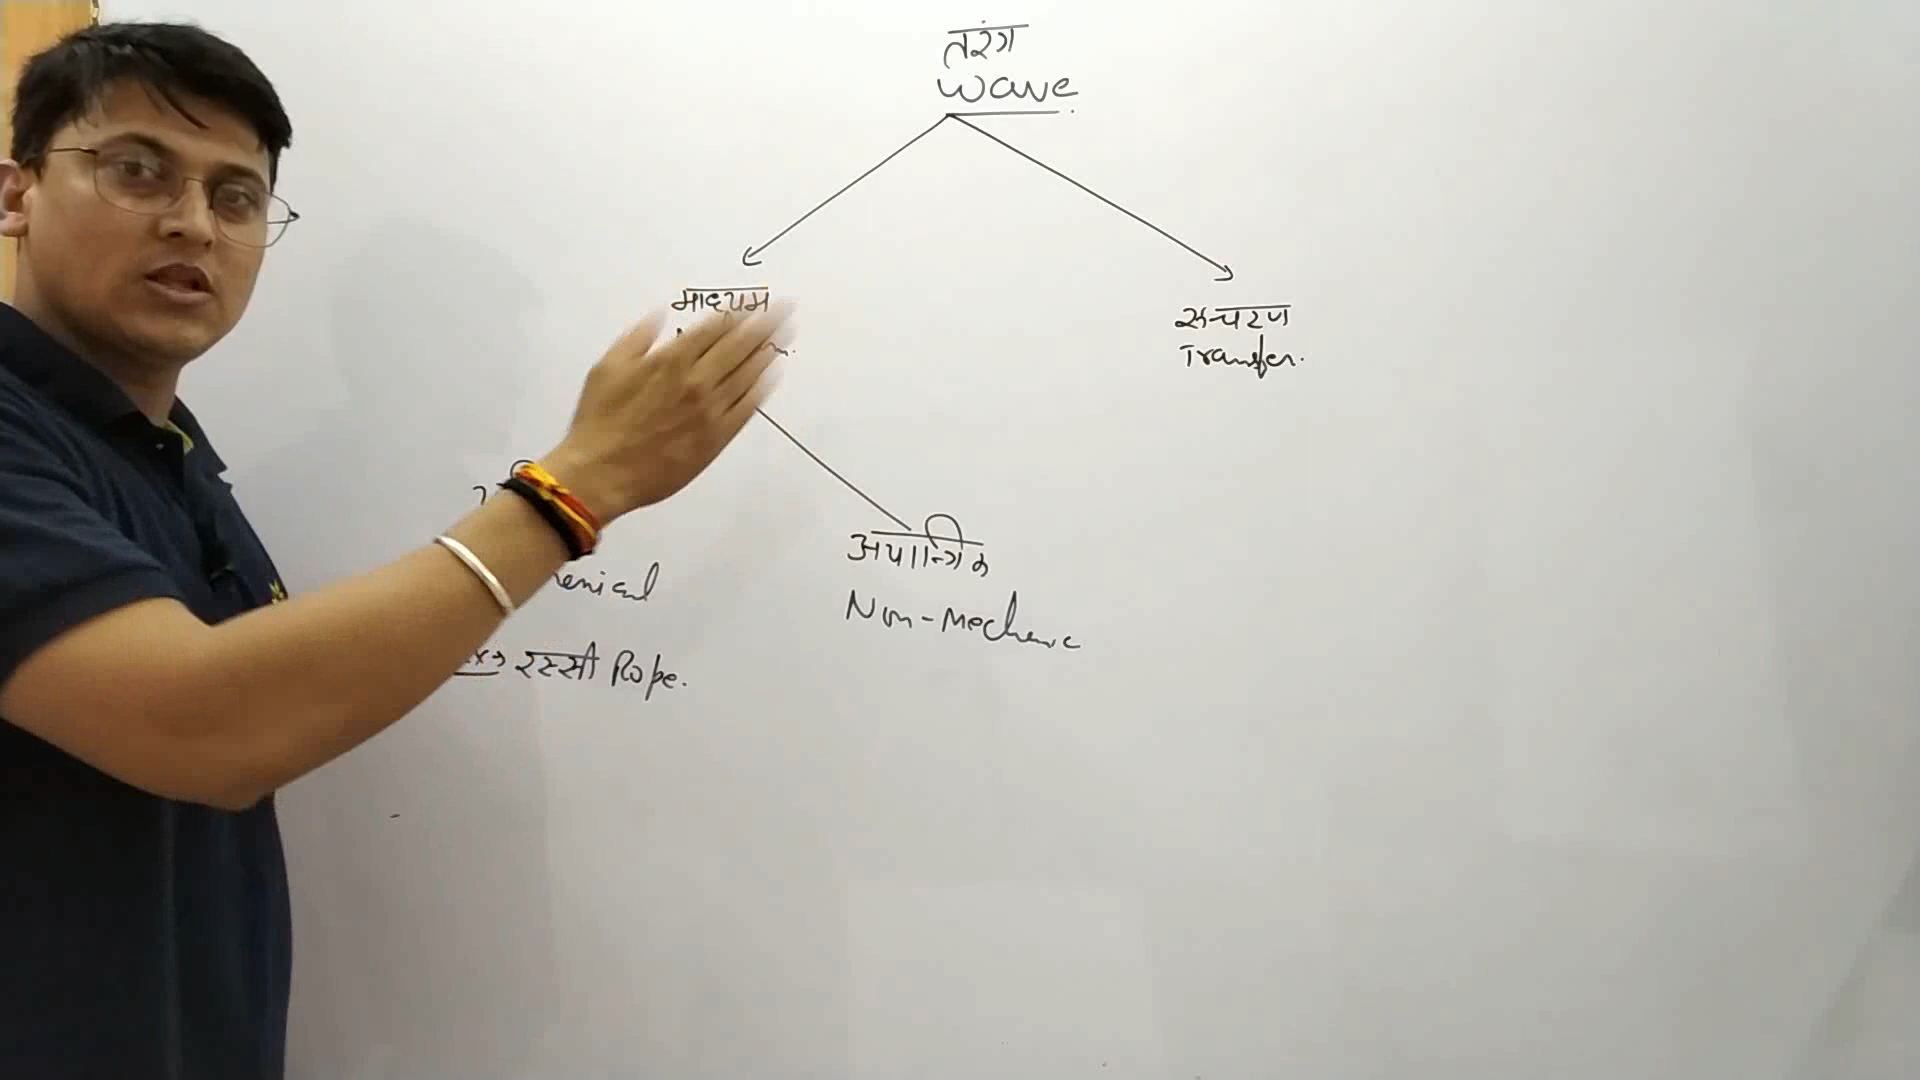 तरंग
Wave
माध्यम
संचरण
Transfer.
अयान्त्रिक
Non-Mechanic
रस्सी Rope.